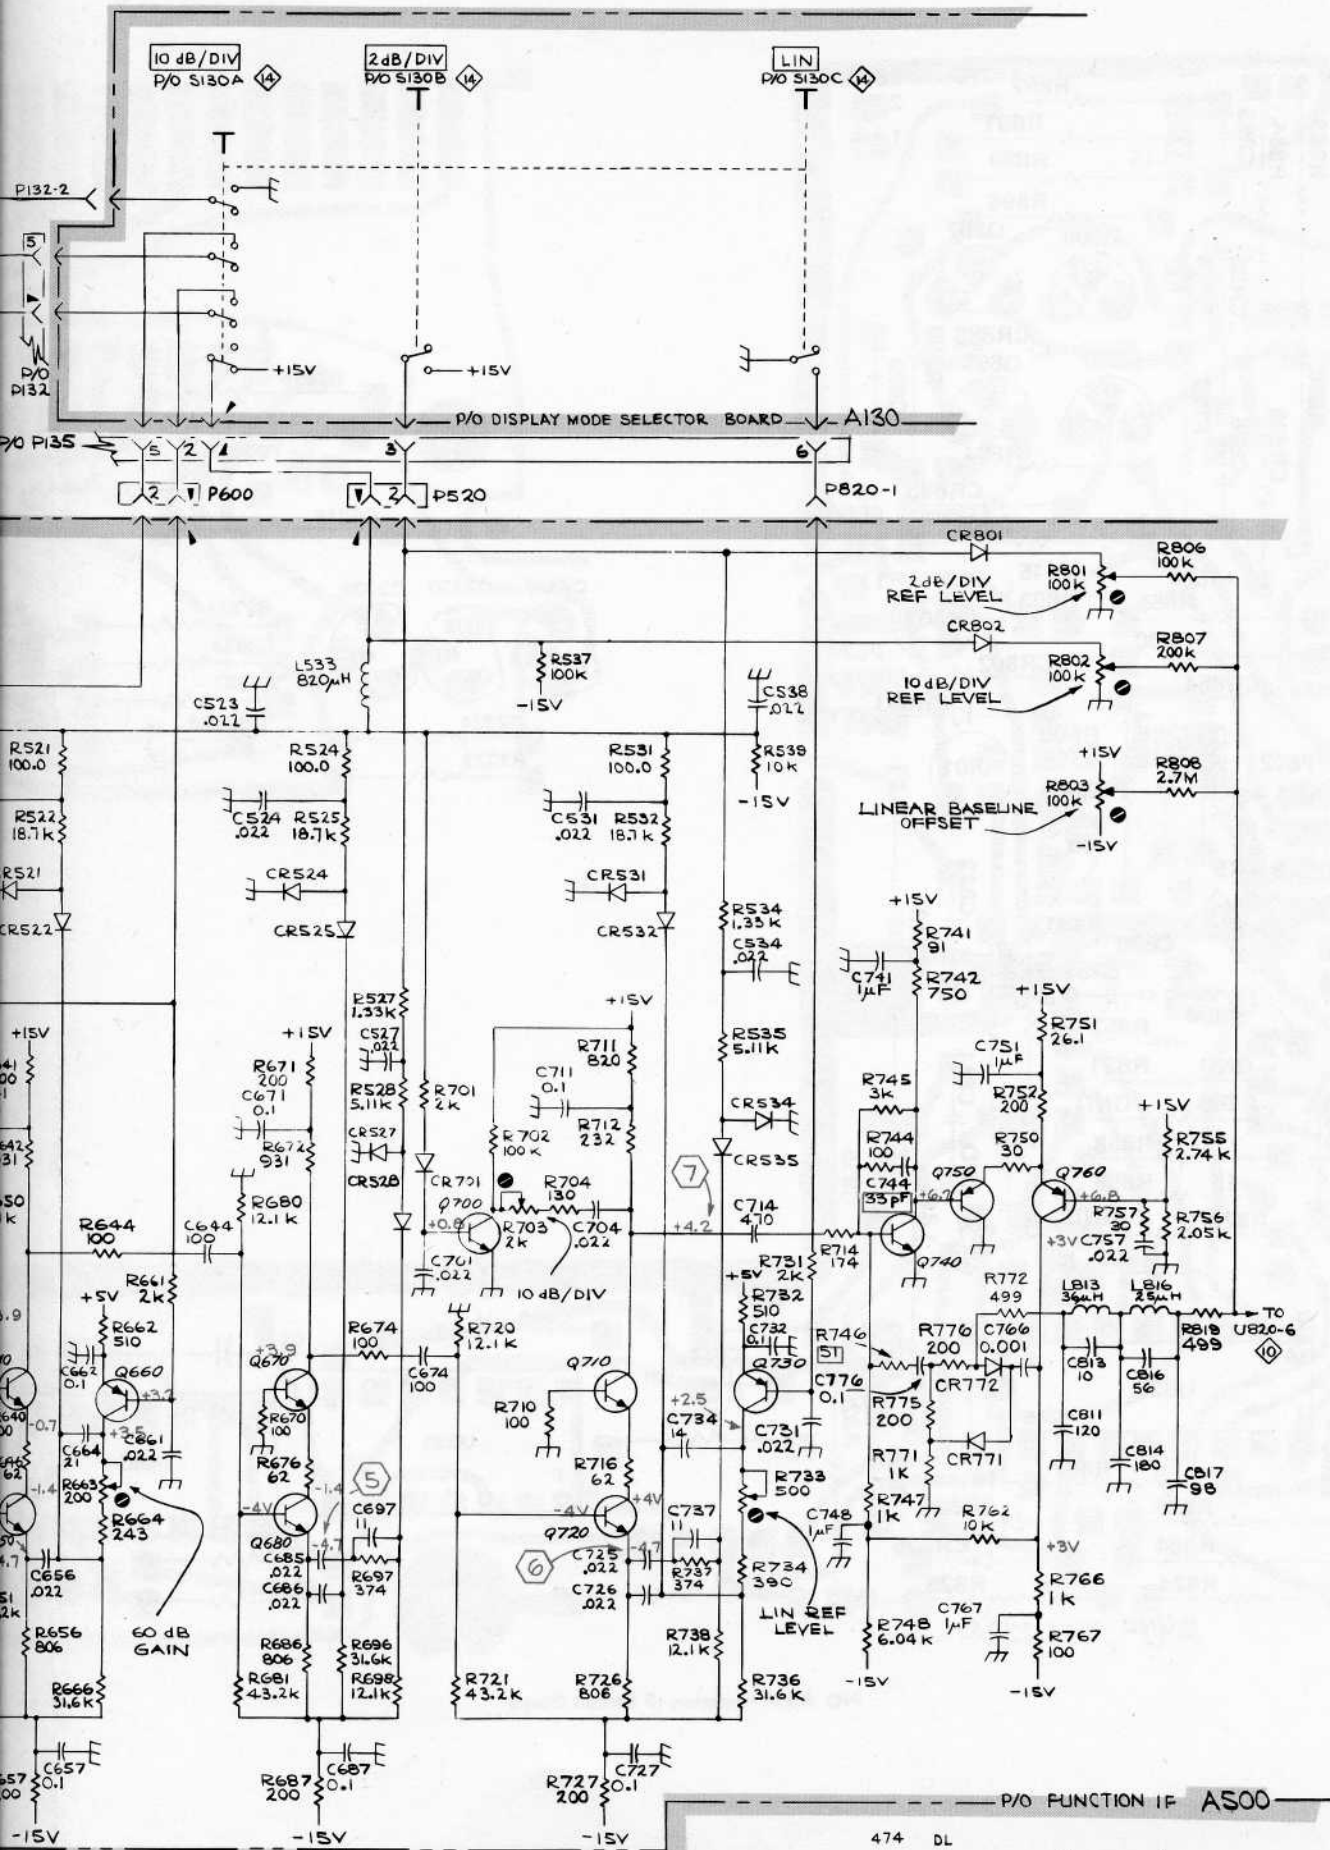 10 dB/DIV
P/O S130A 14
2dB/DIV
P/O S130B 14
LIN
P/O S130C 14
P132-2
5
P/O
P132
+15V
+15V
P/O DISPLAY MODE SELECTOR BOARD A130
P/O P135
5 2 1
3
6
2 P600
2 P520
P820-1
CR801
2dB/DIV
REF LEVEL
R801
100K
R806
100K
CR802
10dB/DIV
REF LEVEL
R802
100K
R807
200K
L533
820µH
R537
100K
-15V
C523
.022
C538
.022
R521
100.0
R524
100.0
R531
100.0
R539
10K
-15V
+15V
R803
100K
-15V
R808
2.7M
LINEAR BASELINE
OFFSET
R522
18.7K
C524
.022
R525
18.7K
C531
.022
R532
18.7K
R521
CR524
CR531
CR522
CR525
CR532
R534
1.33K
C534
.022
+15V
R741
91
C741
1µF
R742
750
R527
1.33K
C527
.022
+15V
+15V
+15V
R711
820
R535
5.11K
+15V
R751
26.1
C751
1µF
R671
200
C671
0.1
R528
5.11K
R701
2K
C711
0.1
R712
232
CR534
R745
3K
R752
200
+15V
R672
931
CR527
CR528
R702
100K
CR701
CR535
R744
100
C744
33pF
R750
30
R755
2.74K
R680
12.1K
Q700
+0.8
R703
2K
R704
130
C704
.022
7
+4.2
C714
470
+6.2
Q750
Q760
+6.8
R757
30
C757
.022
R756
2.05K
R644
100
C644
100
C701
.022
R714
174
Q740
+3V
R661
2K
10 dB/DIV
R731
2K
+5V
R732
510
C732
0.1
R772
499
L813
36µH
L816
25µH
TO
U820-6
10
+5V
R662
510
C662
0.1
Q660
+3.2
+3.5
+3.9
Q670
R674
100
C674
100
R720
12.1K
Q710
Q730
R746
51
C776
0.1
R776
200
C766
0.001
CR772
R775
200
C813
10
C816
56
R819
499
-0.7
C664
21
C661
.022
R670
100
R710
100
+2.5
C734
14
C731
.022
R771
1K
CR771
C811
120
C814
180
C817
98
R663
200
R664
243
R676
62
-1.4
5
C697
11
R716
62
+4V
C737
11
R733
500
C748
1µF
R747
1K
R762
10K
+3V
-4V
Q680
-4.7
-4V
Q720
-4.7
6
C656
.022
C685
.022
C686
.022
R697
374
C725
.022
C726
.022
R737
374
R734
390
LIN REF
LEVEL
60 dB
GAIN
R766
1K
C767
1µF
R767
100
-15V
R748
6.04K
-15V
R656
806
R666
31.6K
R681
43.2K
R686
806
R696
31.6K
R698
12.1K
R721
43.2K
R726
806
R738
12.1K
R736
31.6K
C657
0.1
R687
200
C687
0.1
R727
200
C727
0.1
-15V
-15V
-15V
P/O FUNCTION IF A500
474 DL